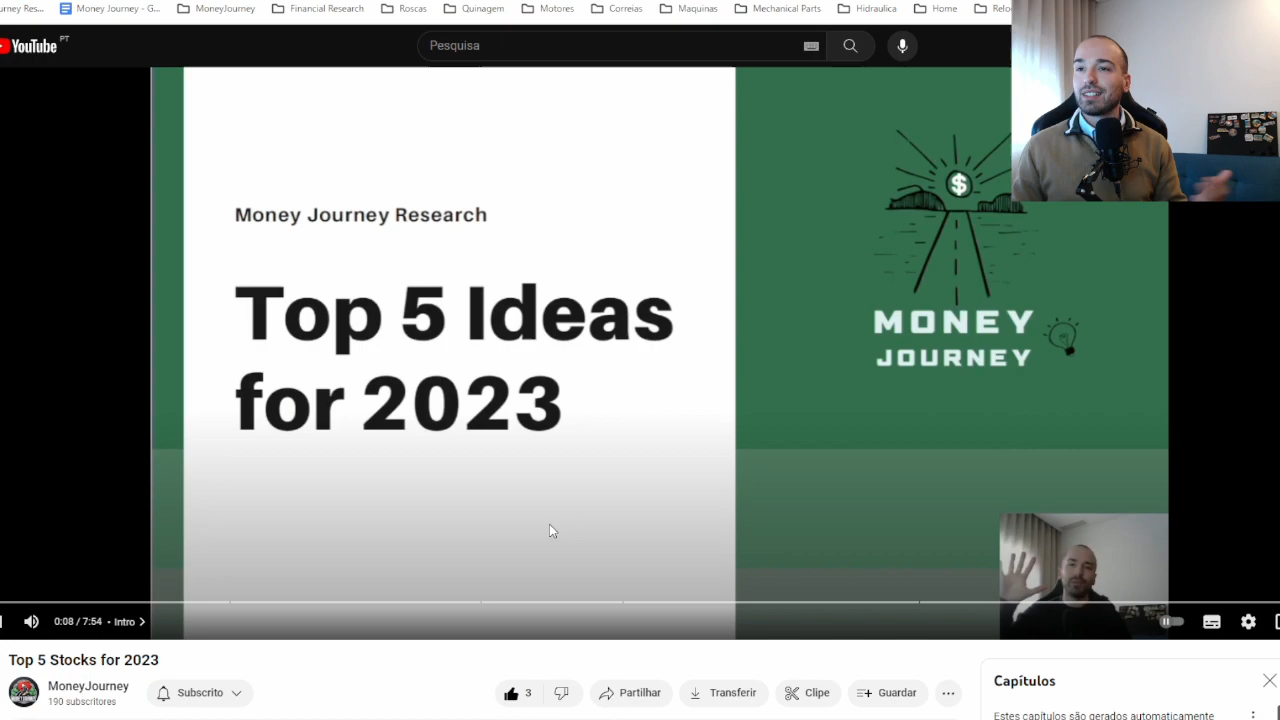 urney Res...
Money Journey - G...
MoneyJourney
Financial Research
Roscas
Quinagem
Motores
Correias
Maquinas
Mechanical Parts
Hidraulica
Home
Relo
YouTube PT
Pesquisa
Money Journey Research
Top 5 Ideas
for 2023
$
MONEY
JOURNEY
0:08 / 7:54 • Intro
Top 5 Stocks for 2023
MoneyJourney
190 subscritores
Subscrito
3
Partilhar
Transferir
Clipe
Guardar
Capítulos
Estes capítulos são gerados automaticamente